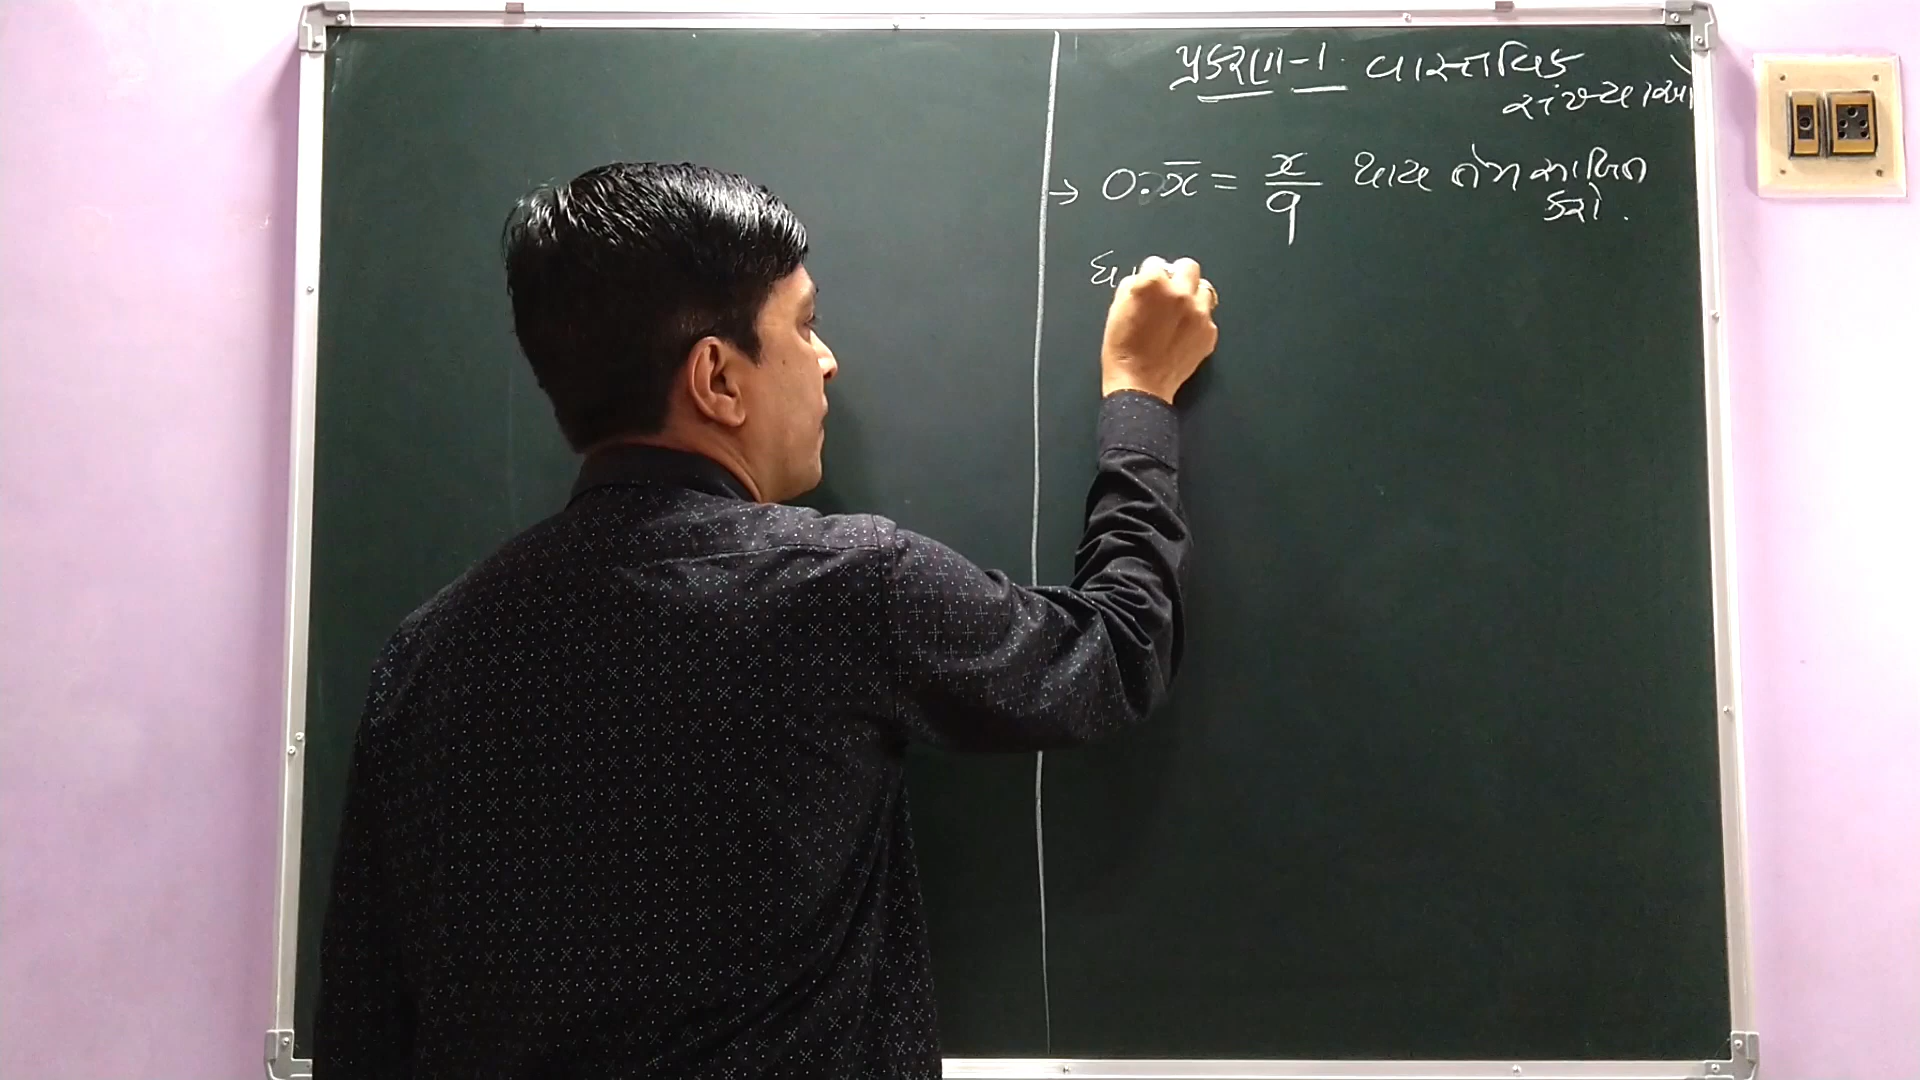 પ્રકરણ-1. વાસ્તવિક
સંખ્યાઓ
→ 0.x̅ = x/9 થાય તેમ સાબિત
કરો.
ધા